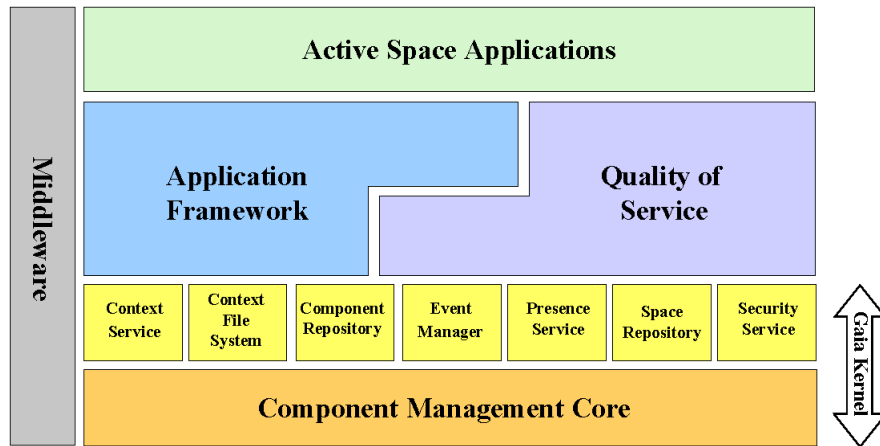 Active Space Applications
Middleware
Application
Framework
Quality of
Service
Context
Service
Context
File
System
Component
Repository
Event
Manager
Presence
Service
Space
Repository
Security
Service
Gaia Kernel
Component Management Core